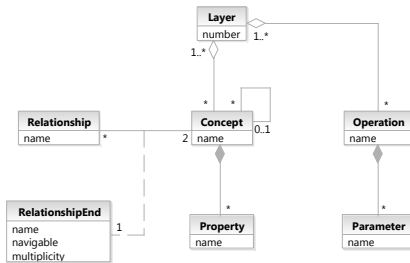 Layer
number
1..*
1..*
*
*
*
Relationship
name
*
2
Concept
name
0..1
Operation
name
RelationshipEnd
name
navigable
multiplicity
1
*
Property
name
*
Parameter
name